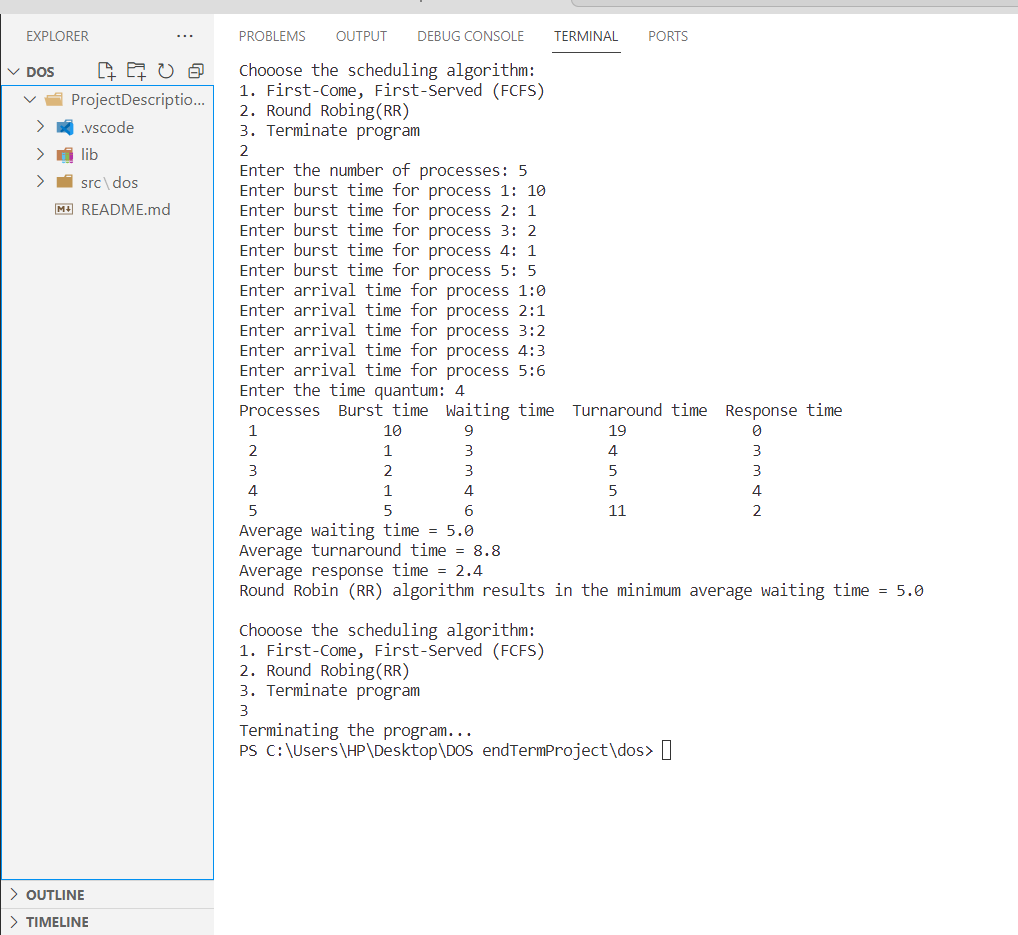 EXPLORER
DOS
ProjectDescriptio...
.vscode
lib
src\dos
README.md
OUTLINE
TIMELINE
PROBLEMS OUTPUT DEBUG CONSOLE TERMINAL PORTS
Chooose the scheduling algorithm:
1. First-Come, First-Served (FCFS)
2. Round Robing(RR)
3. Terminate program
2
Enter the number of processes: 5
Enter burst time for process 1: 10
Enter burst time for process 2: 1
Enter burst time for process 3: 2
Enter burst time for process 4: 1
Enter burst time for process 5: 5
Enter arrival time for process 1:0
Enter arrival time for process 2:1
Enter arrival time for process 3:2
Enter arrival time for process 4:3
Enter arrival time for process 5:6
Enter the time quantum: 4
Processes Burst time Waiting time Turnaround time Response time
1 10 9 19 0
2 1 3 4 3
3 2 3 5 3
4 1 4 5 4
5 5 6 11 2
Average waiting time = 5.0
Average turnaround time = 8.8
Average response time = 2.4
Round Robin (RR) algorithm results in the minimum average waiting time = 5.0
Chooose the scheduling algorithm:
1. First-Come, First-Served (FCFS)
2. Round Robing(RR)
3. Terminate program
3
Terminating the program...
PS C:\Users\HP\Desktop\DOS endTermProject\dos>